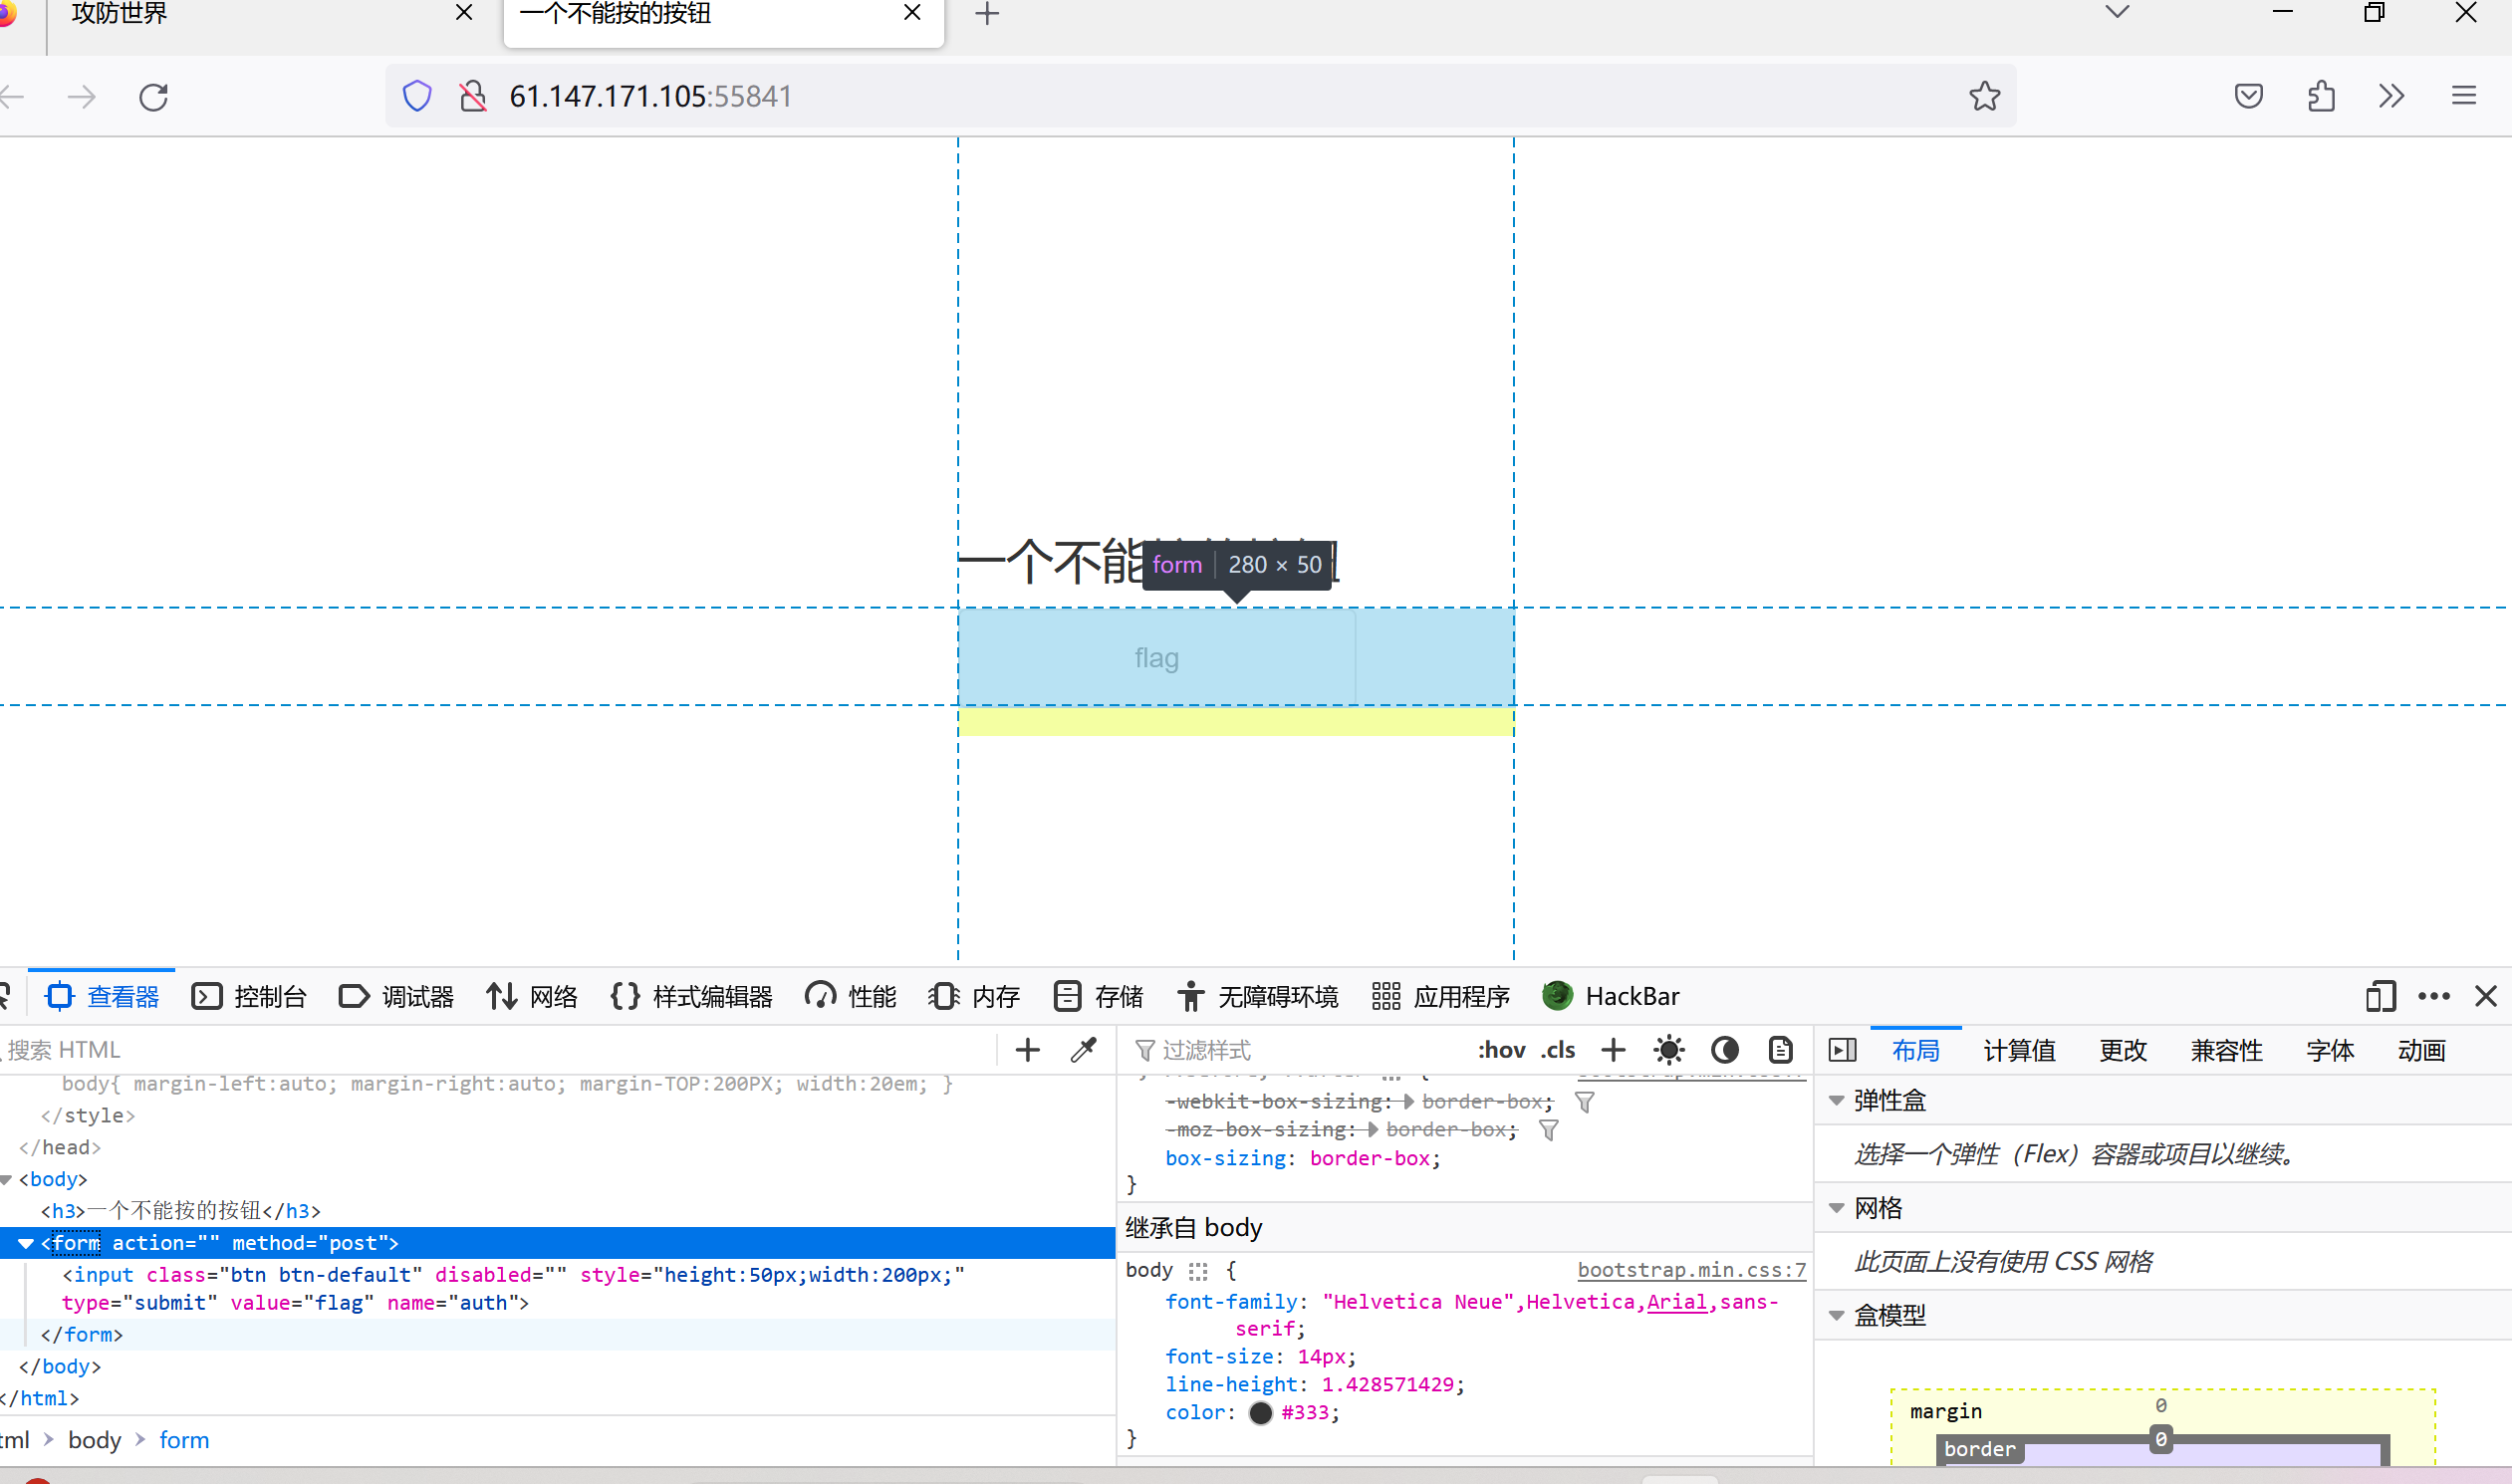 攻防世界
一个不能按的按钮
61.147.171.105:55841
一个不能
form 280 × 50
flag
查看器 控制台 调试器 网络 样式编辑器 性能 内存 存储 无障碍环境 应用程序 HackBar
搜索 HTML
过滤样式 :hov .cls
布局 计算值 更改 兼容性 字体 动画
body{ margin-left:auto; margin-right:auto; margin-TOP:200PX; width:20em; }
</style>
</head>
<body>
<h3>一个不能按的按钮</h3>
<form action="" method="post">
<input class="btn btn-default" disabled="" style="height:50px;width:200px;"
type="submit" value="flag" name="auth">
</form>
</body>
</html>
tml > body > form
-webkit-box-sizing: border-box;
-moz-box-sizing: border-box;
box-sizing: border-box;
}
继承自 body
body { bootstrap.min.css:7
font-family: "Helvetica Neue",Helvetica,Arial,sans-
serif;
font-size: 14px;
line-height: 1.428571429;
color: #333;
}
弹性盒
选择一个弹性（Flex）容器或项目以继续。
网格
此页面上没有使用 CSS 网格
盒模型
margin 0
border 0